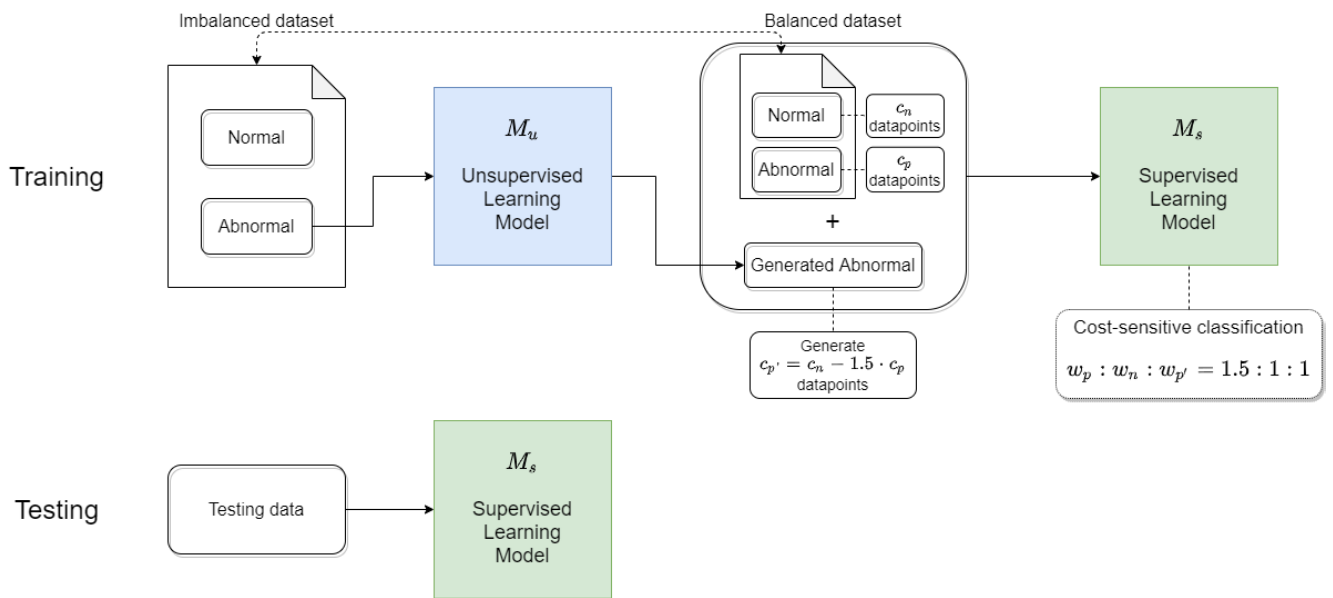 Imbalanced dataset
Balanced dataset
Training
Normal
Abnormal
M_u
Unsupervised
Learning
Model
Normal
c_n
datapoints
Abnormal
c_p
datapoints
+
Generated Abnormal
Generate
c_{p'} = c_n − 1.5 · c_p
datapoints
M_s
Supervised
Learning
Model
Cost-sensitive classification
w_p : w_n : w_{p'} = 1.5 : 1 : 1
Testing
Testing data
M_s
Supervised
Learning
Model